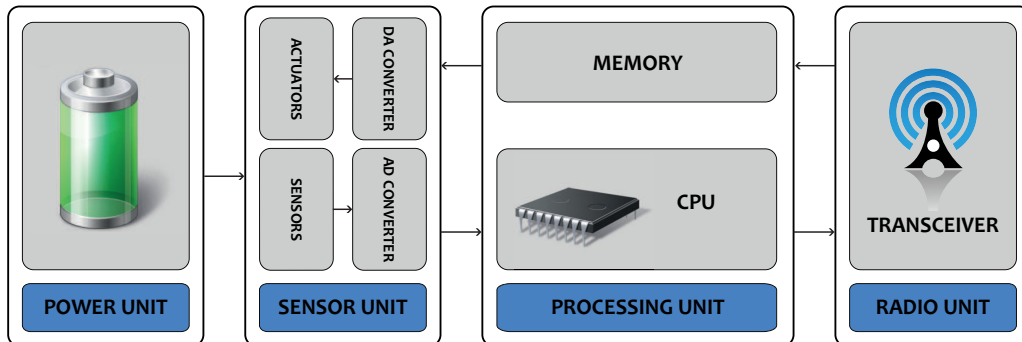 ACTUATORS
DA CONVERTER
SENSORS
AD CONVERTER
MEMORY
CPU
TRANSCEIVER
POWER UNIT
SENSOR UNIT
PROCESSING UNIT
RADIO UNIT